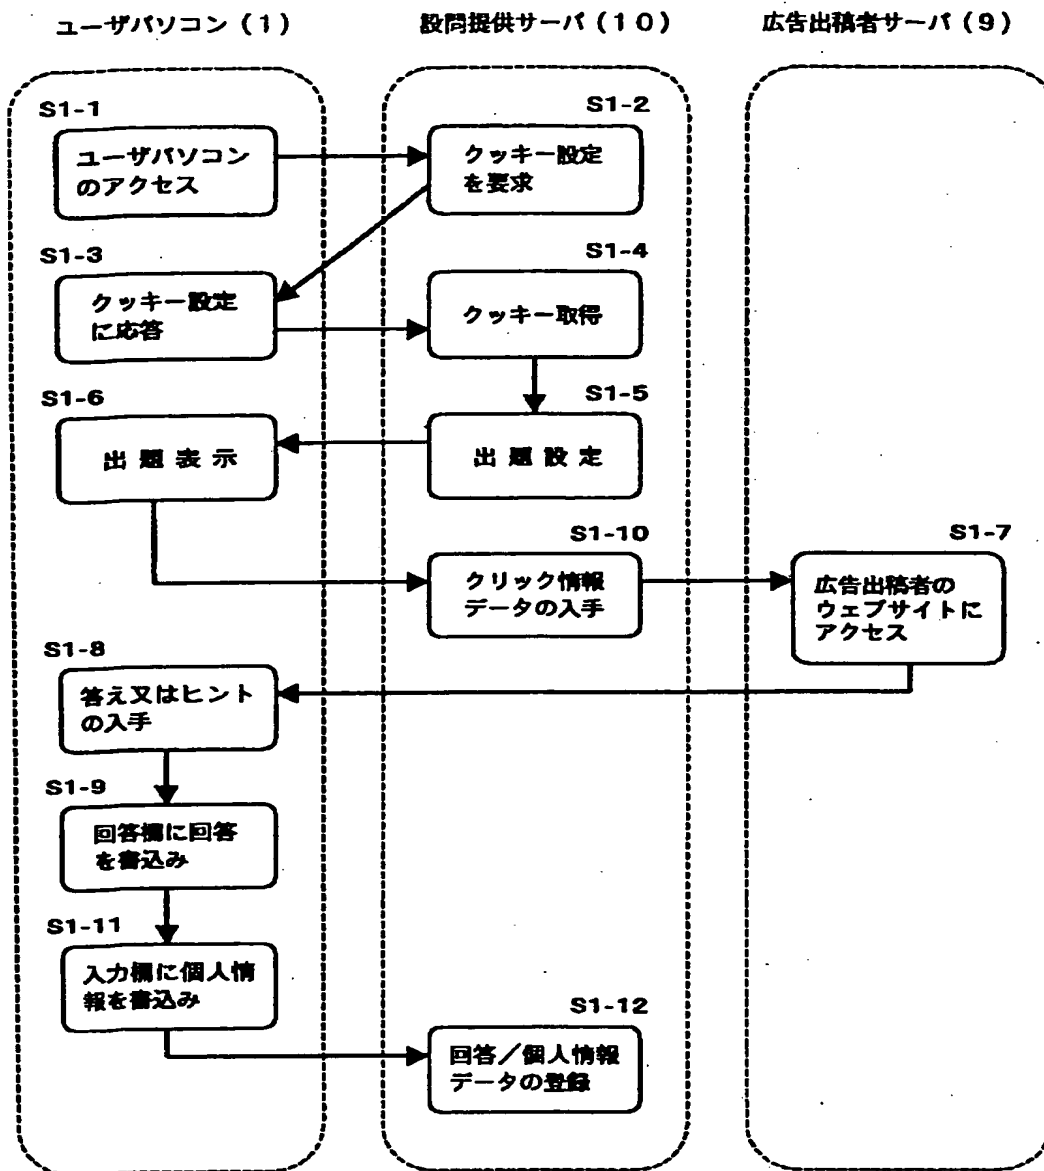 ユーザパソコン（1）
設問提供サーバ（10）
広告出稿者サーバ（9）
S1-1
ユーザパソコン
のアクセス
S1-2
クッキー設定
を要求
S1-3
クッキー設定
に応答
S1-4
クッキー取得
S1-5
出題設定
S1-6
出題表示
S1-10
クリック情報
データの入手
S1-7
広告出稿者の
ウェブサイトに
アクセス
S1-8
答え又はヒント
の入手
S1-9
回答欄に回答
を書込み
S1-11
入力欄に個人情
報を書込み
S1-12
回答／個人情報
データの登録